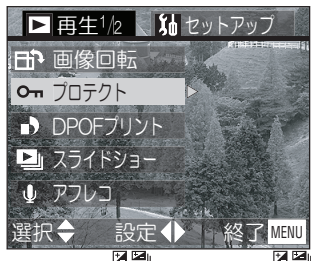 再生1/2 セットアップ
画像回転
プロテクト
DPOFプリント
スライドショー
アフレコ
選択 設定 終了 MENU